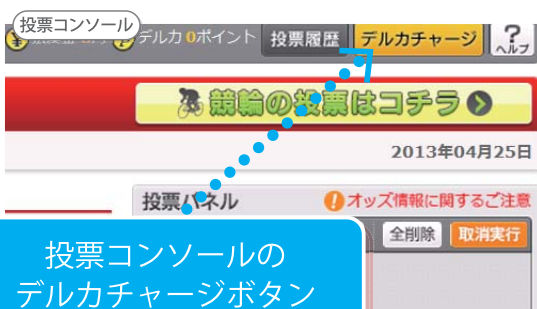 投票コンソール
デルカ0ポイント 投票履歴 デルカチャージ ?
ヘルプ
競輪の投票はコチラ
2013年04月25日
投票パネル !オッズ情報に関するご注意
全削除 取消実行
投票コンソールの
デルカチャージボタン